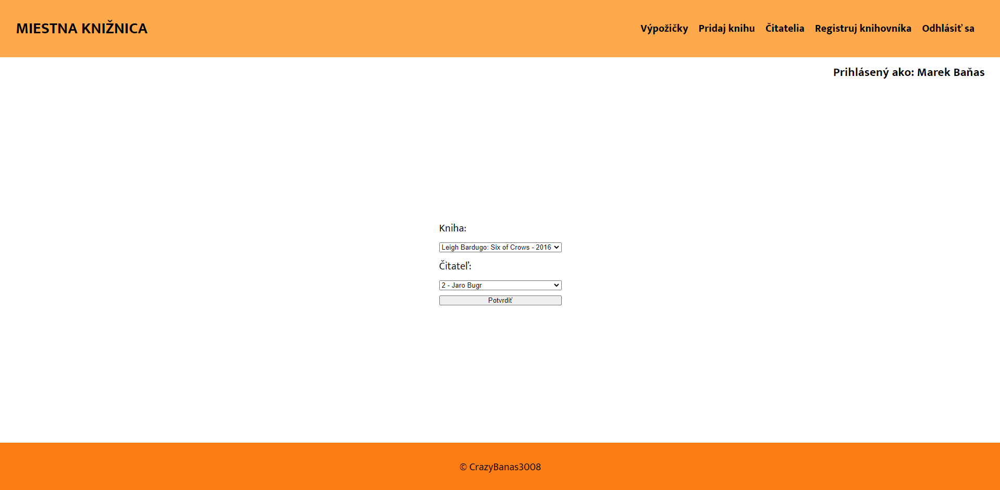 MIESTNA KNIŽNICA
Výpožičky Pridaj knihu Čitatelia Registruj knihovníka Odhlásiť sa
Prihlásený ako: Marek Baňas
Kniha:
Leigh Bardugo: Six of Crows - 2016
Čitateľ:
2 - Jaro Bugr
Potvrdiť
© CrazyBanas3008